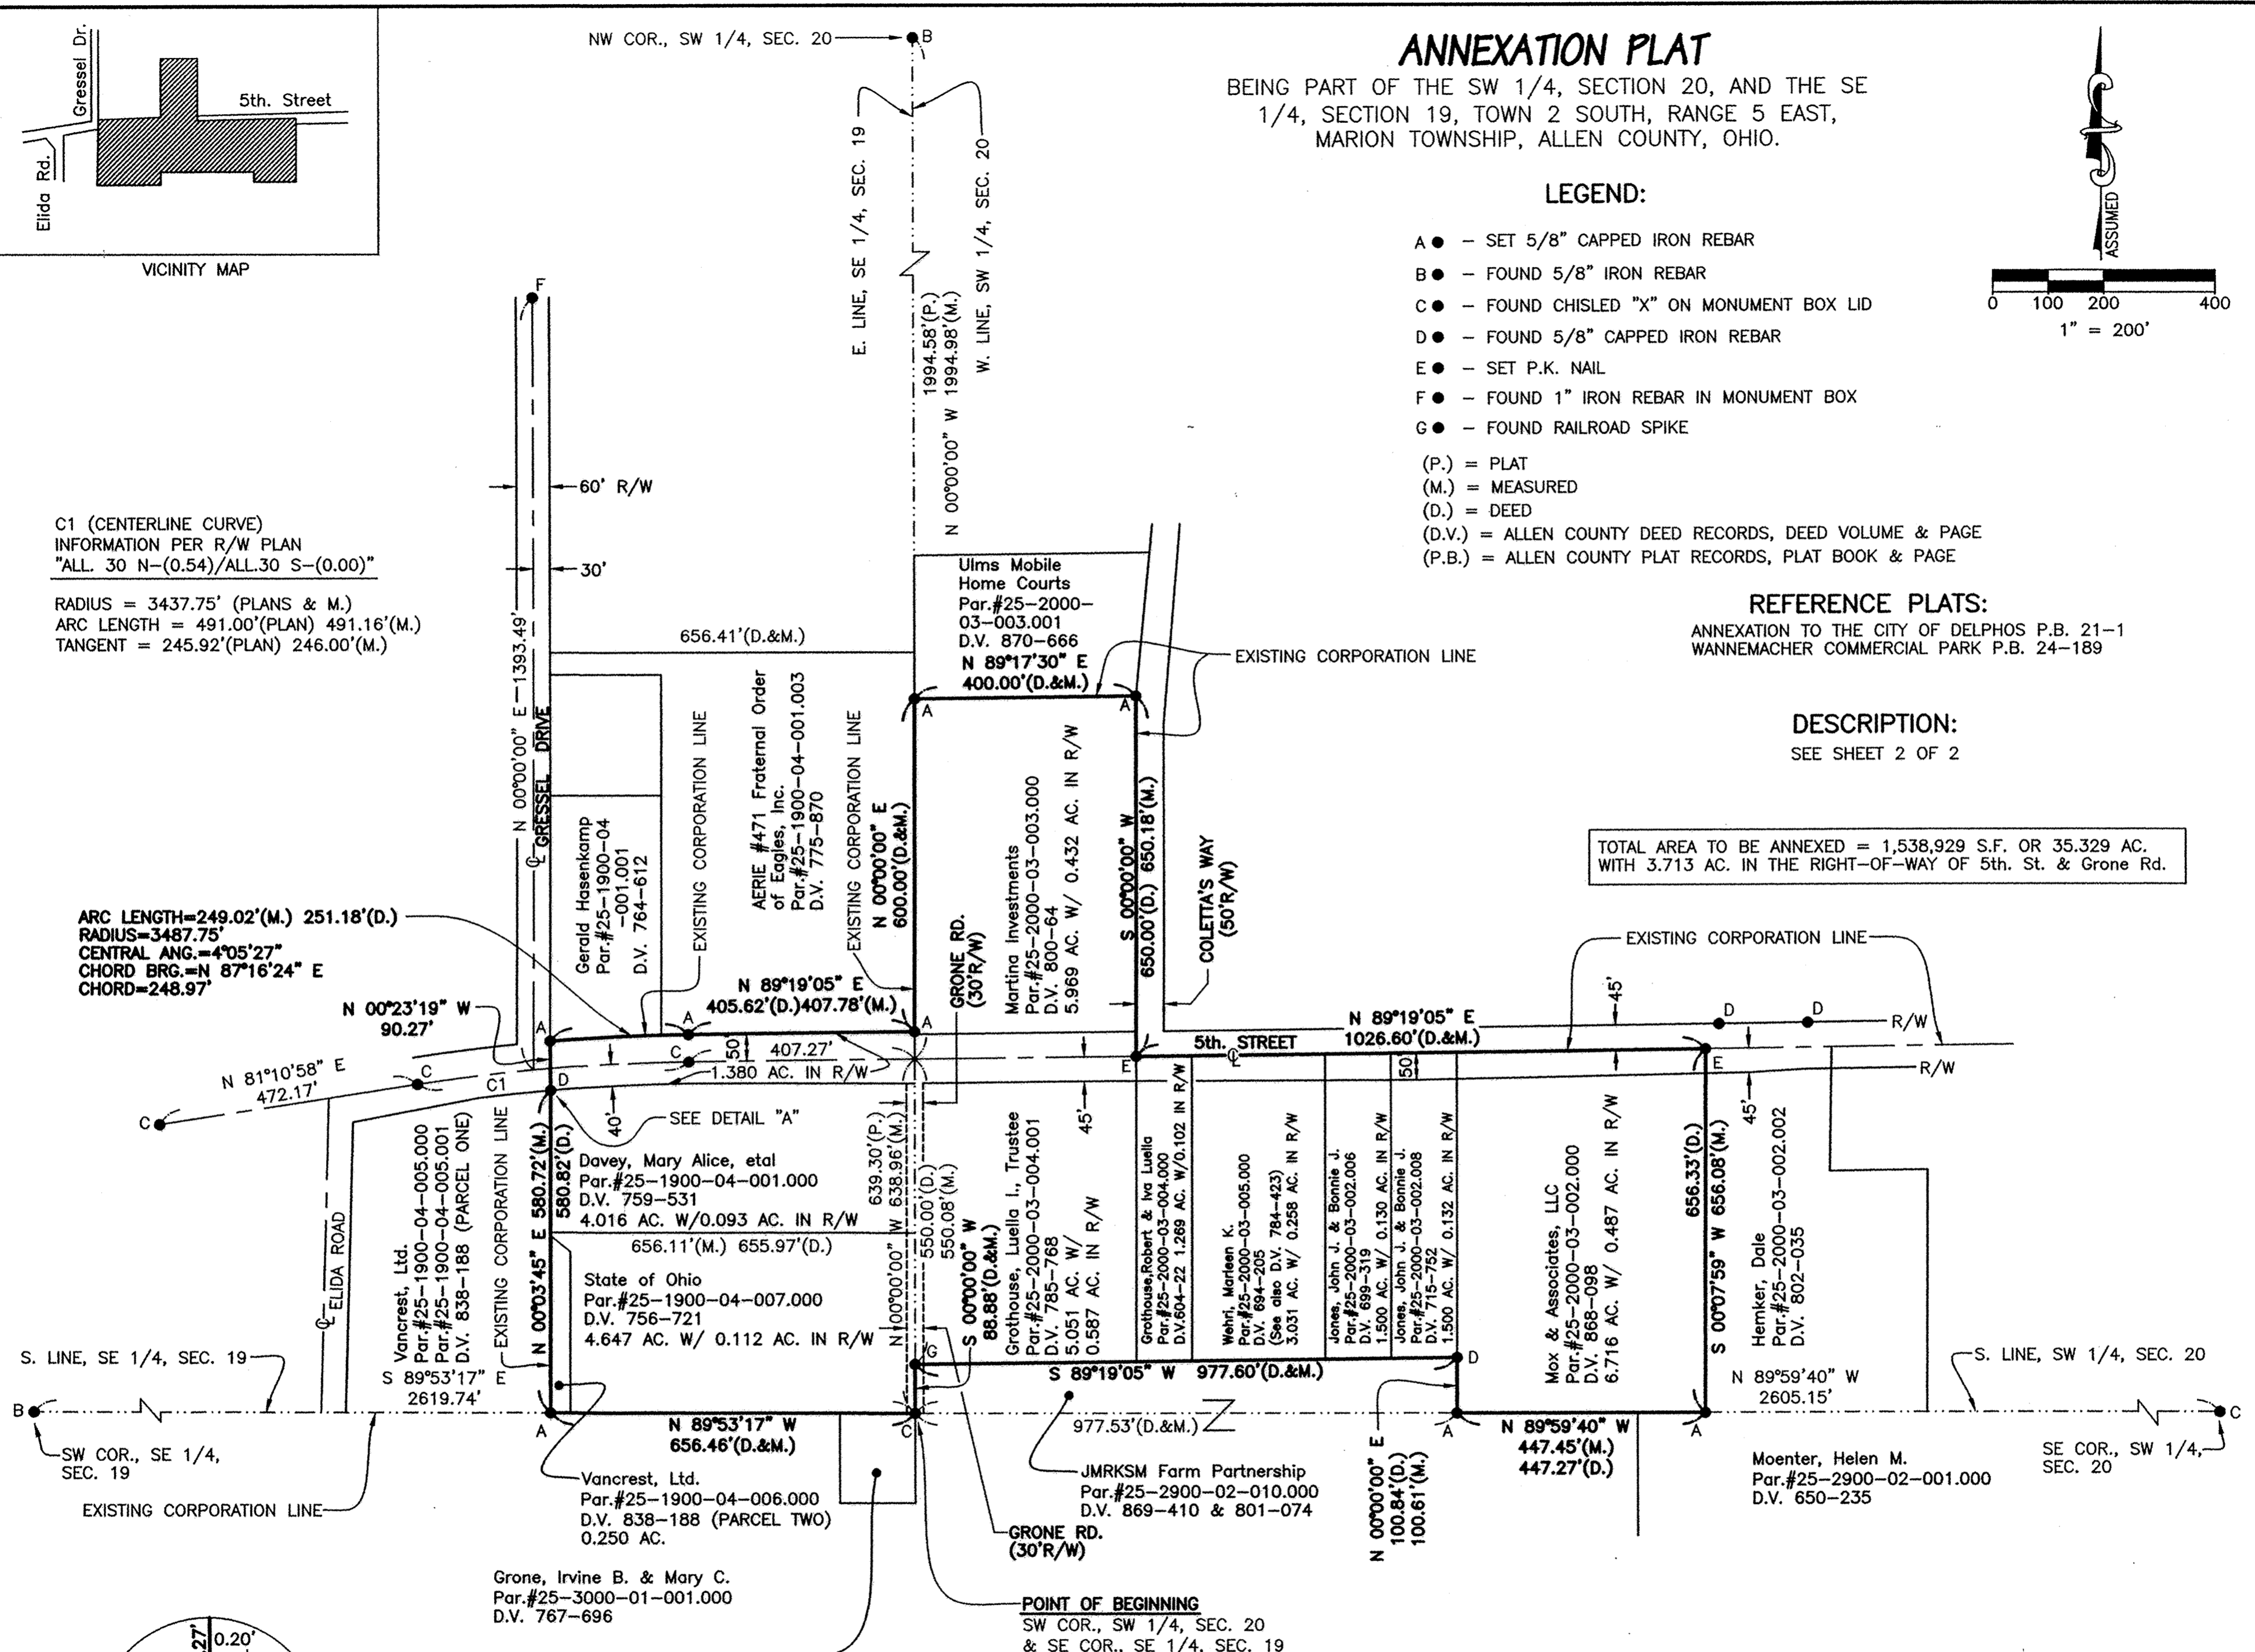 Gressel Dr.
5th. Street
Elida Rd.
VICINITY MAP
NW COR., SW 1/4, SEC. 20
B
E. LINE, SE 1/4, SEC. 19
W. LINE, SW 1/4, SEC. 20
1994.58'(P.)
N 00°00'00" W 1994.98'(M.)
ANNEXATION PLAT
BEING PART OF THE SW 1/4, SECTION 20, AND THE SE
1/4, SECTION 19, TOWN 2 SOUTH, RANGE 5 EAST,
MARION TOWNSHIP, ALLEN COUNTY, OHIO.
ASSUMED
0 100 200 400
1" = 200'
LEGEND:
A ● – SET 5/8" CAPPED IRON REBAR
B ● – FOUND 5/8" IRON REBAR
C ● – FOUND CHISLED "X" ON MONUMENT BOX LID
D ● – FOUND 5/8" CAPPED IRON REBAR
E ● – SET P.K. NAIL
F ● – FOUND 1" IRON REBAR IN MONUMENT BOX
G ● – FOUND RAILROAD SPIKE
(P.) = PLAT
(M.) = MEASURED
(D.) = DEED
(D.V.) = ALLEN COUNTY DEED RECORDS, DEED VOLUME & PAGE
(P.B.) = ALLEN COUNTY PLAT RECORDS, PLAT BOOK & PAGE
REFERENCE PLATS:
ANNEXATION TO THE CITY OF DELPHOS P.B. 21–1
WANNEMACHER COMMERCIAL PARK P.B. 24–189
DESCRIPTION:
SEE SHEET 2 OF 2
TOTAL AREA TO BE ANNEXED = 1,538,929 S.F. OR 35.329 AC.
WITH 3.713 AC. IN THE RIGHT–OF–WAY OF 5th. St. & Grone Rd.
C1 (CENTERLINE CURVE)
INFORMATION PER R/W PLAN
"ALL. 30 N–(0.54)/ALL.30 S–(0.00)"
RADIUS = 3437.75' (PLANS & M.)
ARC LENGTH = 491.00'(PLAN) 491.16'(M.)
TANGENT = 245.92'(PLAN) 246.00'(M.)
F
60' R/W
30'
N 00°00'00" E–1393.49'
℄ GRESSEL DRIVE
656.41'(D.&M.)
Ulms Mobile
Home Courts
Par.#25–2000–
03–003.001
D.V. 870–666
N 89°17'30" E
400.00'(D.&M.)
EXISTING CORPORATION LINE
A
A
Gerald Hasenkamp
Par.#25–1900–04
–001.001
D.V. 764–612
EXISTING CORPORATION LINE
AERIE #471 Fraternal Order
of Eagles, Inc.
Par.#25–1900–04–001.003
D.V. 775–870
EXISTING CORPORATION LINE
N 00°00'00" E
600.00'(D.&M.)
GRONE RD.
(30'R/W)
Martina Investments
Par.#25–2000–03–003.000
D.V. 800–64
5.969 AC. W/ 0.432 AC. IN R/W
S 00°00'00" W
650.00'(D.) 650.18'(M.)
COLETTA'S WAY
(50'R/W)
ARC LENGTH=249.02'(M.) 251.18'(D.)
RADIUS=3487.75'
CENTRAL ANG.=4°05'27"
CHORD BRG.=N 87°16'24" E
CHORD=248.97'
N 00°23'19" W
90.27'
N 89°19'05" E
405.62'(D.)407.78'(M.)
A
A
A
50'
C
407.27'
1.380 AC. IN R/W
5th. STREET
℄
N 89°19'05" E
1026.60'(D.&M.)
50'
45'
EXISTING CORPORATION LINE
D
D
R/W
R/W
E
E
45'
45'
N 81°10'58" E
472.17'
C
C
C1
D
40'
SEE DETAIL "A"
℄ ELIDA ROAD
Vancrest, Ltd.
Par.#25–1900–04–005.000
Par.#25–1900–04–005.001
D.V. 838–188 (PARCEL ONE)
EXISTING CORPORATION LINE
N 00°03'45" E 580.72'(M.)
580.82'(D.)
Davey, Mary Alice, etal
Par.#25–1900–04–001.000
D.V. 759–531
4.016 AC. W/0.093 AC. IN R/W
656.11'(M.) 655.97'(D.)
State of Ohio
Par.#25–1900–04–007.000
D.V. 756–721
4.647 AC. W/ 0.112 AC. IN R/W
639.30'(P.)
N 00°00'00" W 638.96'(M.)
550.00'(D.)
550.08'(M.)
S 00°00'00" W
88.88'(D.&M.)
Grothouse, Luella I., Trustee
Par.#25–2000–03–004.001
D.V. 785–768
5.051 AC. W/
0.587 AC. IN R/W
Grothouse,Robert & Iva Luella
Par.#25–2000–03–004.000
D.V.604–22 1.269 AC. W/0.102 IN R/W
Wehri, Marleen K.
Par.#25–2000–03–005.000
D.V. 694–205
(See also D.V. 784–423)
3.031 AC. W/ 0.258 AC. IN R/W
Jones, John J. & Bonnie J.
Par.#25–2000–03–002.006
D.V. 699–319
1.500 AC. W/ 0.130 AC. IN R/W
Jones, John J. & Bonnie J.
Par.#25–2000–03–002.008
D.V. 715–752
1.500 AC. W/ 0.132 AC. IN R/W
Mox & Associates, LLC
Par.#25–2000–03–002.000
D.V. 868–098
6.716 AC. W/ 0.487 AC. IN R/W
656.33'(D.)
S 00°07'59" W 656.08'(M.)
Hemker, Dale
Par.#25–2000–03–002.002
D.V. 802–035
G
S 89°19'05" W 977.60'(D.&M.)
D
S. LINE, SE 1/4, SEC. 19
S 89°53'17" E
2619.74'
B
SW COR., SE 1/4,
SEC. 19
EXISTING CORPORATION LINE
A
N 89°53'17" W
656.46'(D.&M.)
C
977.53'(D.&M.)
A
N 89°59'40" W
447.45'(M.)
447.27'(D.)
A
N 89°59'40" W
2605.15'
S. LINE, SW 1/4, SEC. 20
C
SE COR., SW 1/4,
SEC. 20
Vancrest, Ltd.
Par.#25–1900–04–006.000
D.V. 838–188 (PARCEL TWO)
0.250 AC.
Grone, Irvine B. & Mary C.
Par.#25–3000–01–001.000
D.V. 767–696
JMRKSM Farm Partnership
Par.#25–2900–02–010.000
D.V. 869–410 & 801–074
GRONE RD.
(30'R/W)
N 00°00'00" E
100.84'(D.)
100.61'(M.)
Moenter, Helen M.
Par.#25–2900–02–001.000
D.V. 650–235
POINT OF BEGINNING
SW COR., SW 1/4, SEC. 20
& SE COR., SE 1/4, SEC. 19
0.20'